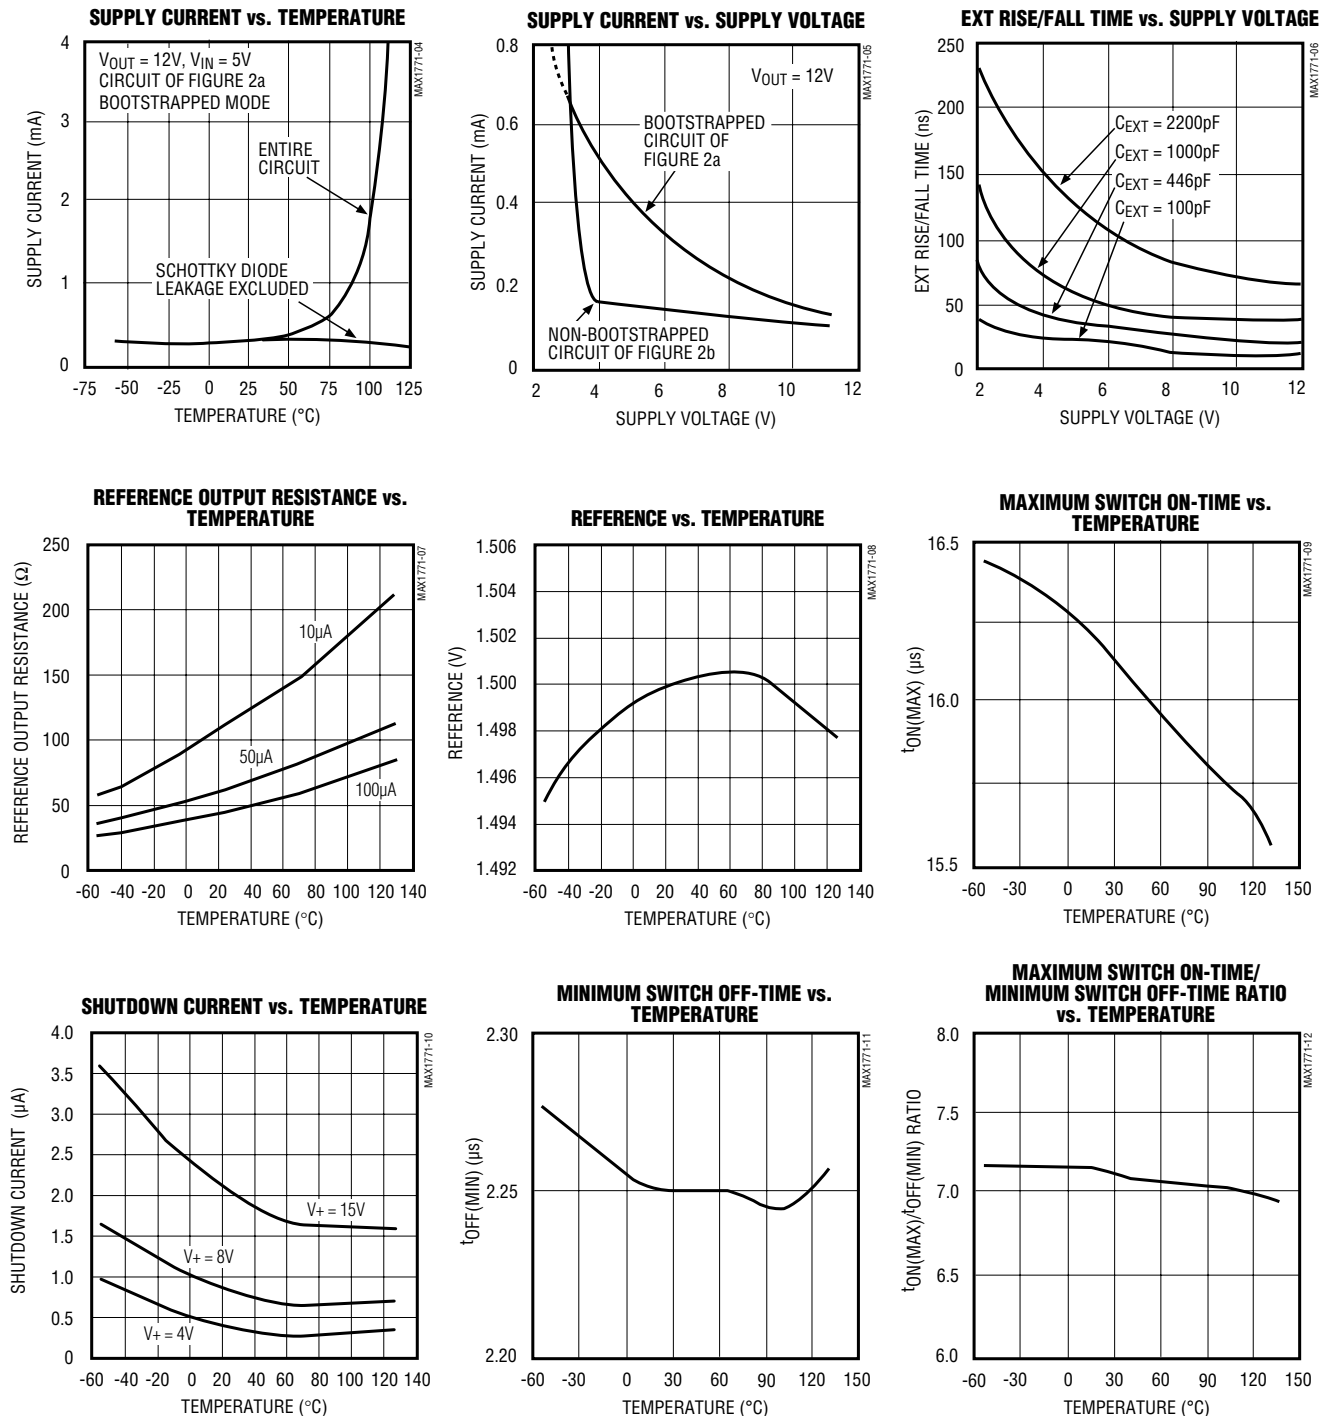 SUPPLY CURRENT vs. TEMPERATURE
4
3
2
1
0
SUPPLY CURRENT (mA)
VOUT = 12V, VIN = 5V
CIRCUIT OF FIGURE 2a
BOOTSTRAPPED MODE
ENTIRE
CIRCUIT
SCHOTTKY DIODE
LEAKAGE EXCLUDED
MAX1771-04
-75 -50 -25 0 25 50 75 100 125
TEMPERATURE (°C)
SUPPLY CURRENT vs. SUPPLY VOLTAGE
0.8
0.6
0.4
0.2
0
SUPPLY CURRENT (mA)
VOUT = 12V
BOOTSTRAPPED
CIRCUIT OF
FIGURE 2a
NON-BOOTSTRAPPED
CIRCUIT OF FIGURE 2b
MAX1771-05
2 4 6 8 10 12
SUPPLY VOLTAGE (V)
EXT RISE/FALL TIME vs. SUPPLY VOLTAGE
250
200
150
100
50
0
EXT RISE/FALL TIME (ns)
CEXT = 2200pF
CEXT = 1000pF
CEXT = 446pF
CEXT = 100pF
MAX1771-06
2 4 6 8 10 12
SUPPLY VOLTAGE (V)
REFERENCE OUTPUT RESISTANCE vs.
TEMPERATURE
250
200
150
100
50
0
REFERENCE OUTPUT RESISTANCE (Ω)
10µA
50µA
100µA
MAX1771-07
-60 -40 -20 0 20 40 60 80 100 120 140
TEMPERATURE (°C)
REFERENCE vs. TEMPERATURE
1.506
1.504
1.502
1.500
1.498
1.496
1.494
1.492
REFERENCE (V)
MAX1771-08
-60 -40 -20 0 20 40 60 80 100 120 140
TEMPERATURE (°C)
MAXIMUM SWITCH ON-TIME vs.
TEMPERATURE
16.5
16.0
15.5
tON(MAX) (µs)
MAX1771-09
-60 -30 0 30 60 90 120 150
TEMPERATURE (°C)
SHUTDOWN CURRENT vs. TEMPERATURE
4.0
3.5
3.0
2.5
2.0
1.5
1.0
0.5
0
SHUTDOWN CURRENT (µA)
V+ = 15V
V+ = 8V
V+ = 4V
MAX1771-10
-60 -40 -20 0 20 40 60 80 100 120 140
TEMPERATURE (°C)
MINIMUM SWITCH OFF-TIME vs.
TEMPERATURE
2.30
2.25
2.20
tOFF(MIN) (µs)
MAX1771-11
-60 -30 0 30 60 90 120 150
TEMPERATURE (°C)
MAXIMUM SWITCH ON-TIME/
MINIMUM SWITCH OFF-TIME RATIO
vs. TEMPERATURE
8.0
7.5
7.0
6.5
6.0
tON(MAX)/tOFF(MIN) RATIO
MAX1771-12
-60 -30 0 30 60 90 120 150
TEMPERATURE (°C)